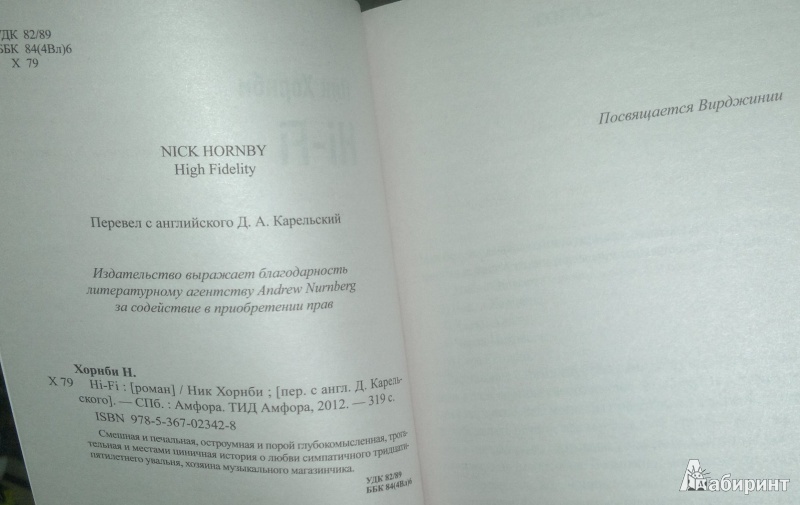 УДК 82/89
ББК 84(4Вл)6
Х 79
NICK HORNBY
High Fidelity
Перевел с английского Д. А. Карельский
Издательство выражает благодарность
литературному агентству Andrew Nurnberg
за содействие в приобретении прав
Хорнби Н.
Х 79 Hi-Fi : [роман] / Ник Хорнби ; [пер. с англ. Д. Карель-
ского]. — СПб. : Амфора. ТИД Амфора, 2012. — 319 с.
ISBN 978-5-367-02342-8
Смешная и печальная, остроумная и порой глубокомысленная, трога-
тельная и местами циничная история о любви симпатичного тридцати-
пятилетнего увальня, хозяина музыкального магазинчика.
УДК 82/89
ББК 84(4Вл)6
Посвящается Вирджинии
Лабиринт